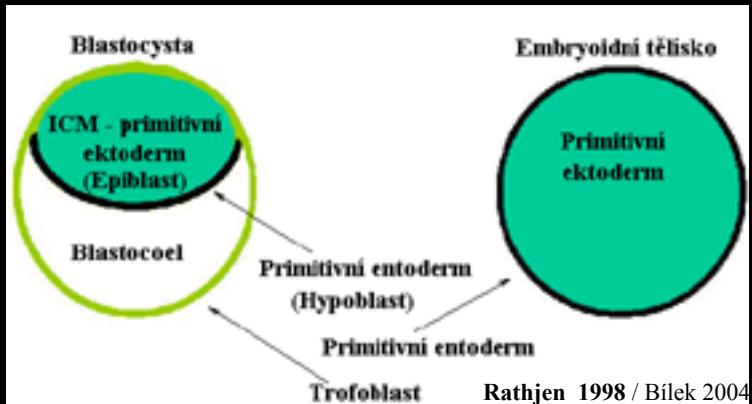 Blastocysta
ICM - primitivní
ektoderm
(Epiblast)
Blastocoel
Primitivní entoderm
(Hypoblast)
Primitivní entoderm
Trofoblast
Embryoidní tělísko
Primitivní
ektoderm
Rathjen 1998 / Bílek 2004